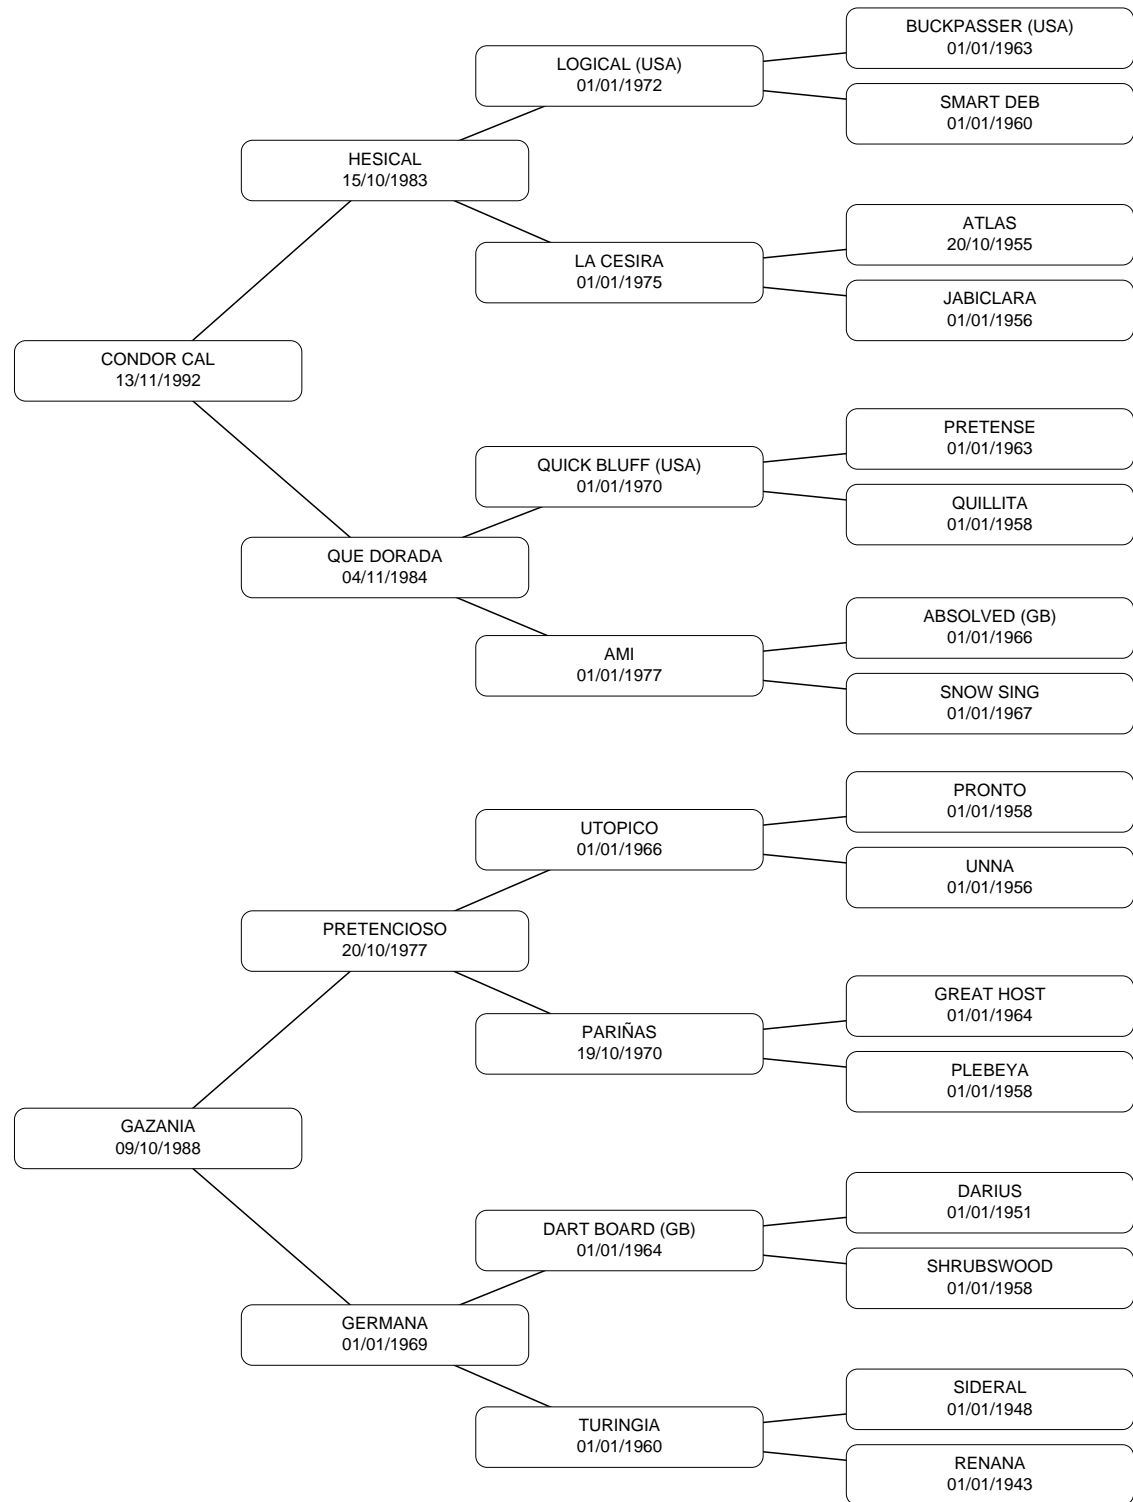 BUCKPASSER (USA)
01/01/1963
LOGICAL (USA)
01/01/1972
SMART DEB
01/01/1960
HESICAL
15/10/1983
ATLAS
20/10/1955
LA CESIRA
01/01/1975
JABICLARA
01/01/1956
CONDOR CAL
13/11/1992
PRETENSE
01/01/1963
QUICK BLUFF (USA)
01/01/1970
QUILLITA
01/01/1958
QUE DORADA
04/11/1984
ABSOLVED (GB)
01/01/1966
AMI
01/01/1977
SNOW SING
01/01/1967
PRONTO
01/01/1958
UTOPICO
01/01/1966
UNNA
01/01/1956
PRETENCIOSO
20/10/1977
GREAT HOST
01/01/1964
PARIÑAS
19/10/1970
PLEBEYA
01/01/1958
GAZANIA
09/10/1988
DARIUS
01/01/1951
DART BOARD (GB)
01/01/1964
SHRUBSWOOD
01/01/1958
GERMANA
01/01/1969
SIDERAL
01/01/1948
TURINGIA
01/01/1960
RENANA
01/01/1943